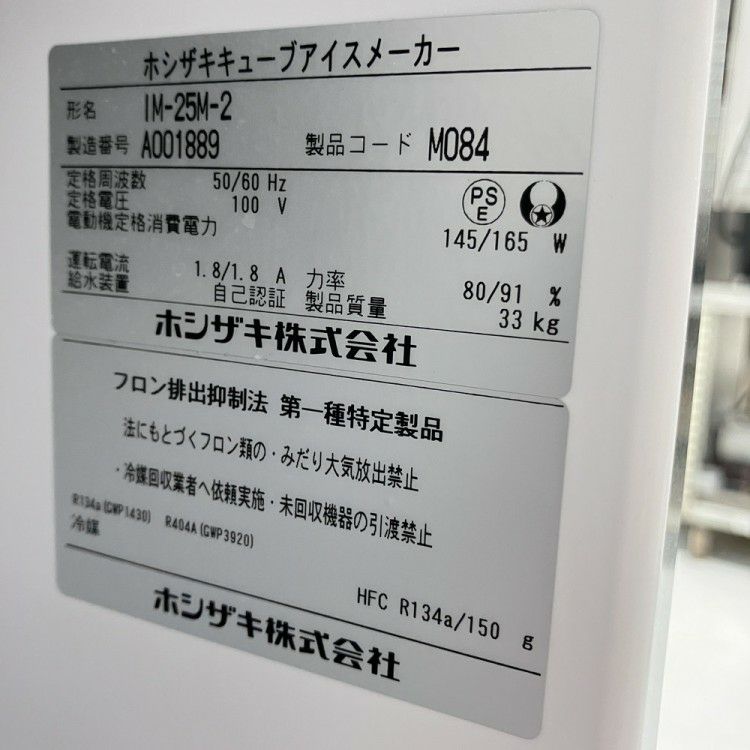 ホシザキキューブアイスメーカー
形名 IM-25M-2
製造番号 A001889 製品コード M084
定格周波数 50/60 Hz
定格電圧 100 V
PS E
電動機定格消費電力 145/165 W
運転電流 1.8/1.8 A 力率 80/91 %
給水装置 自己認証 製品質量 33 kg
ホシザキ株式会社
フロン排出抑制法 第一種特定製品
法にもとづくフロン類の・みだり大気放出禁止
・冷媒回収業者へ依頼実施・未回収機器の引渡禁止
R134a(GWP1430) R404A(GWP3920)
冷媒 HFC R134a/150 g
ホシザキ株式会社